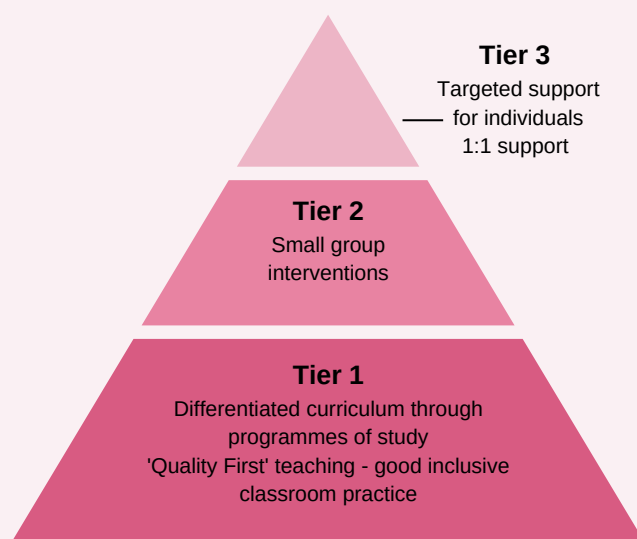 Tier 3
Targeted support
for individuals
1:1 support
Tier 2
Small group
interventions
Tier 1
Differentiated curriculum through
programmes of study
'Quality First' teaching - good inclusive
classroom practice